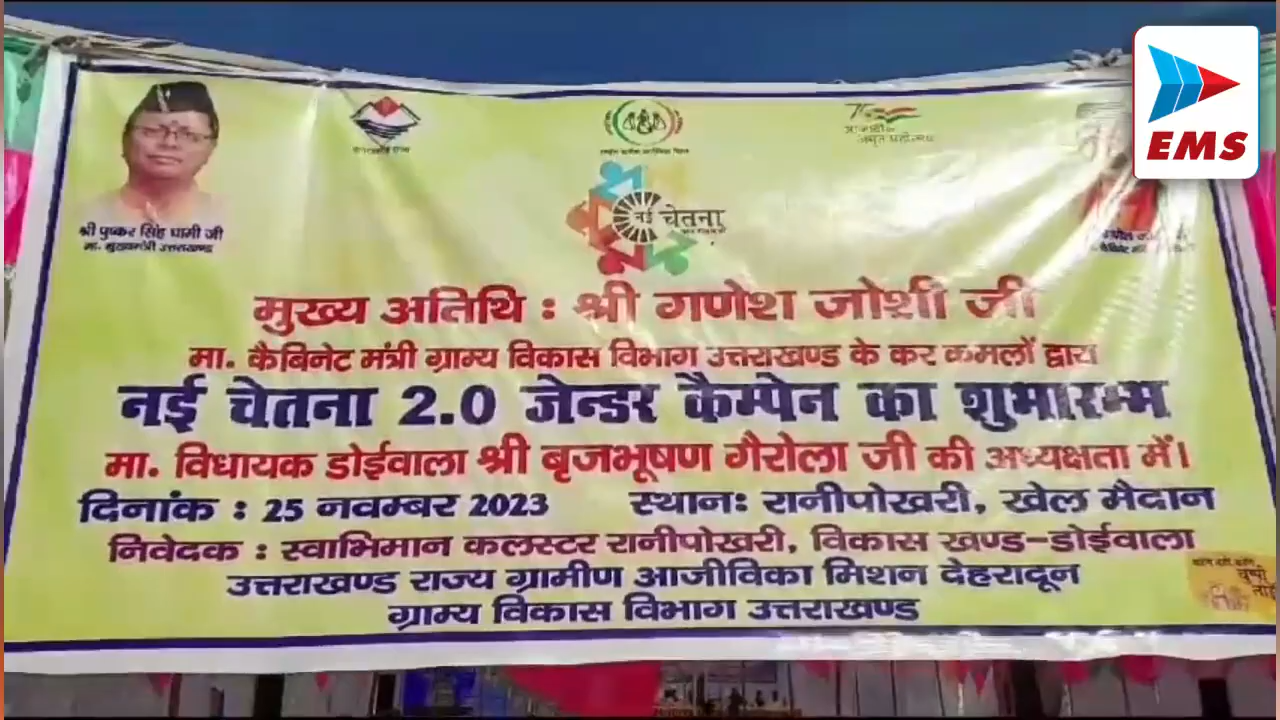 EMS
श्री पुष्कर सिंह धामी जी
मा. मुख्यमंत्री उत्तराखण्ड
नई चेतना
मुख्य अतिथि : श्री गणेश जोशी जी
मा. कैबिनेट मंत्री ग्राम्य विकास विभाग उत्तराखण्ड के कर कमलों द्वारा
नई चेतना 2.0 जेन्डर कैम्पेन का शुभारम्भ
मा. विधायक डोईवाला श्री बृजभूषण गैरोला जी की अध्यक्षता में।
दिनांक : 25 नवम्बर 2023 स्थानः रानीपोखरी, खेल मैदान
निवेदक : स्वाभिमान कलस्टर रानीपोखरी, विकास खण्ड-डोईवाला
उत्तराखण्ड राज्य ग्रामीण आजीविका मिशन देहरादून
ग्राम्य विकास विभाग उत्तराखण्ड